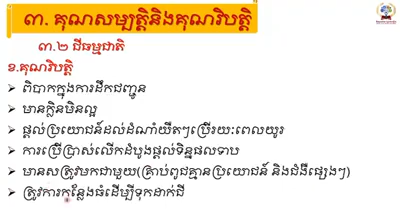 ៣. គុណសម្បត្តិនិងគុណវិបត្តិ
៣.២ ជីធម្មជាតិ
ខ.គុណវិបត្តិ
➢ ពិបាកក្នុងការដឹកជញ្ជូន
➢ មានក្លិនមិនល្អ
➢ ផ្តល់ប្រយោជន៍ដល់ដំណាំយឺតៗប្រើរយៈពេលយូរ
➢ ការប្រើប្រាស់លើកដំបូងផ្តល់ទិន្នផលទាប
➢ មានសត្រូវមកជាមួយ(គ្រាប់ពូជគ្មានប្រយោជន៍ និងជំងឺផ្សេងៗ)
➢ ត្រូវការកន្លែងធំដើម្បីទុកដាក់ជី